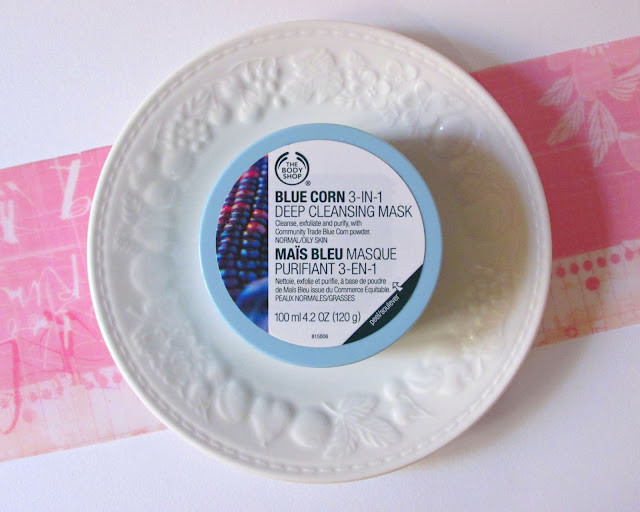 THE
BODY
SHOP
®
BLUE CORN 3-IN-1
DEEP CLEANSING MASK
Cleanse, exfoliate and purify, with
Community Trade Blue Corn powder.
NORMAL/OILY SKIN
MAÏS BLEU MASQUE
PURIFIANT 3-EN-1
Nettoie, exfolie et purifie, à base de poudre
de Maïs Bleu issue du Commerce Equitable.
PEAUX NORMALES/GRASSES
100 ml 4.2 OZ (120 g)
peel/soulever